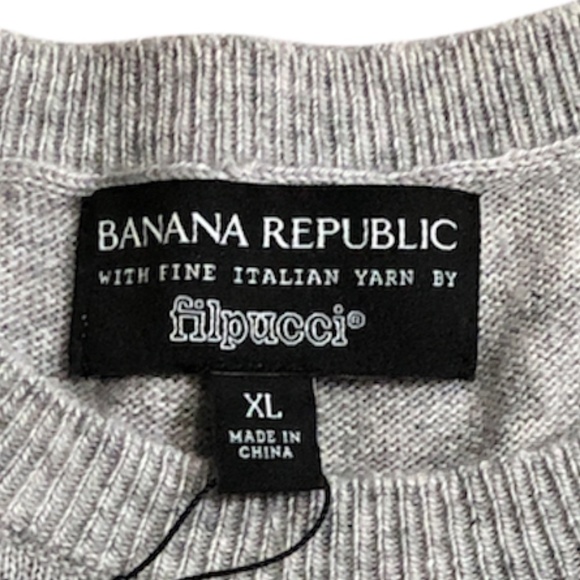 BANANA REPUBLIC
WITH FINE ITALIAN YARN BY
filpucci®
XL
MADE IN
CHINA